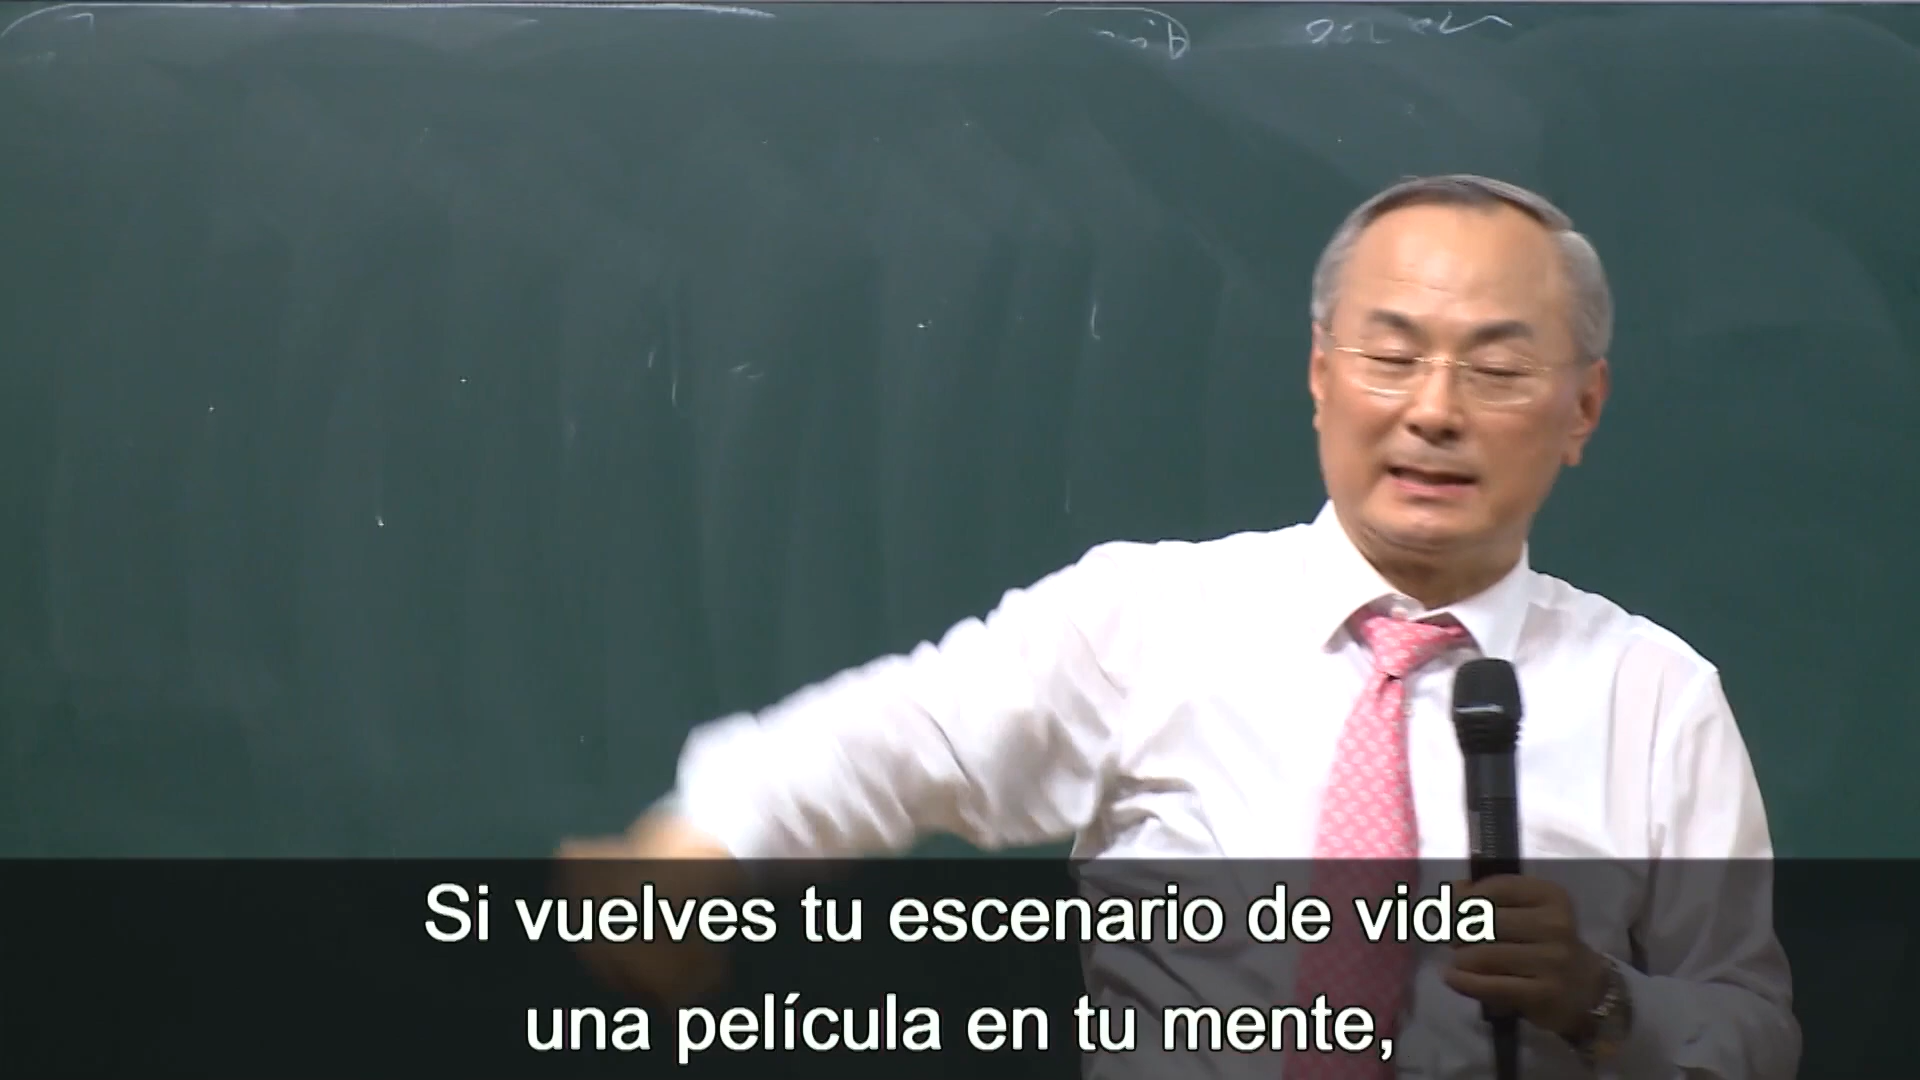 Si vuelves tu escenario de vida
una película en tu mente,